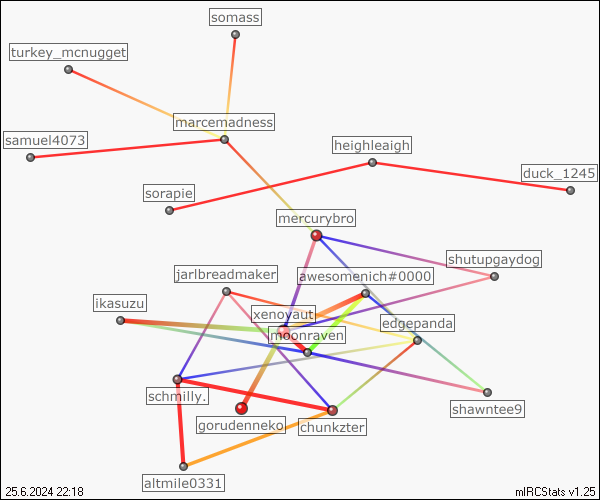 somass
turkey_mcnugget
marcemadness
samuel4073
heighleaigh
duck_1245
sorapie
mercurybro
shutupgaydog
jarlbreadmaker
awesomenich#0000
ikasuzu
xenoyaut
edgepanda
moonraven
schmilly.
shawntee9
gorudenneko
chunkzter
altmile0331
25.6.2024 22:18
mIRCStats v1.25